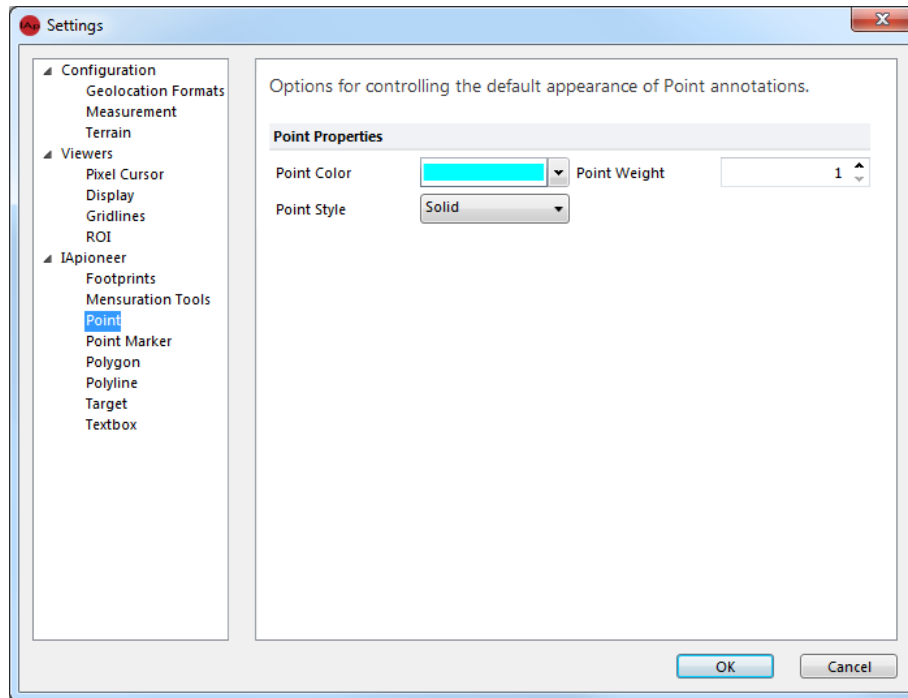 IAp Settings
Configuration
Geolocation Formats
Measurement
Terrain
Viewers
Pixel Cursor
Display
Gridlines
ROI
IApioneer
Footprints
Mensuration Tools
Point
Point Marker
Polygon
Polyline
Target
Textbox
Options for controlling the default appearance of Point annotations.
Point Properties
Point Color Point Weight 1
Point Style Solid
OK Cancel